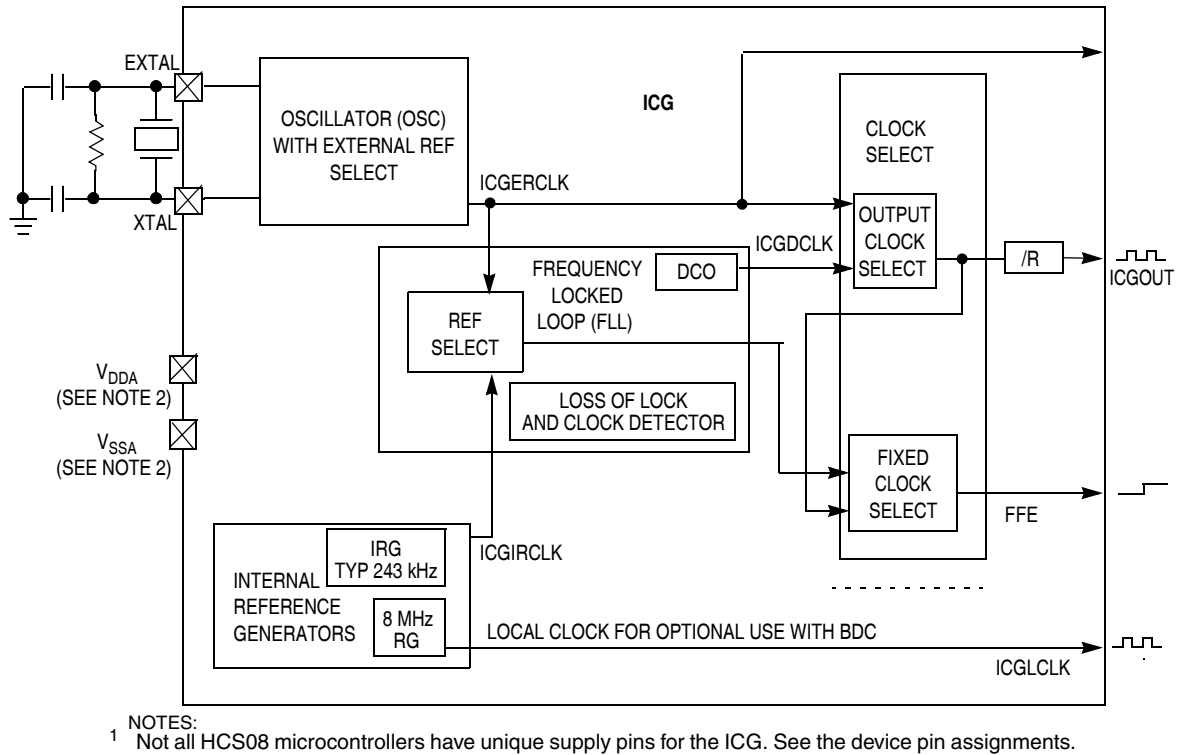 EXTAL
OSCILLATOR (OSC)
WITH EXTERNAL REF
SELECT
ICG
CLOCK
SELECT
XTAL
ICGERCLK
OUTPUT
CLOCK
SELECT
/R
ICGOUT
ICGDCLK
FREQUENCY
LOCKED
LOOP (FLL)
DCO
REF
SELECT
LOSS OF LOCK
AND CLOCK DETECTOR
VDDA
(SEE NOTE 2)
VSSA
(SEE NOTE 2)
FIXED
CLOCK
SELECT
FFE
ICGIRCLK
IRG
TYP 243 kHz
INTERNAL
REFERENCE
GENERATORS
8 MHz
RG
LOCAL CLOCK FOR OPTIONAL USE WITH BDC
ICGLCLK
NOTES:
1 Not all HCS08 microcontrollers have unique supply pins for the ICG. See the device pin assignments.